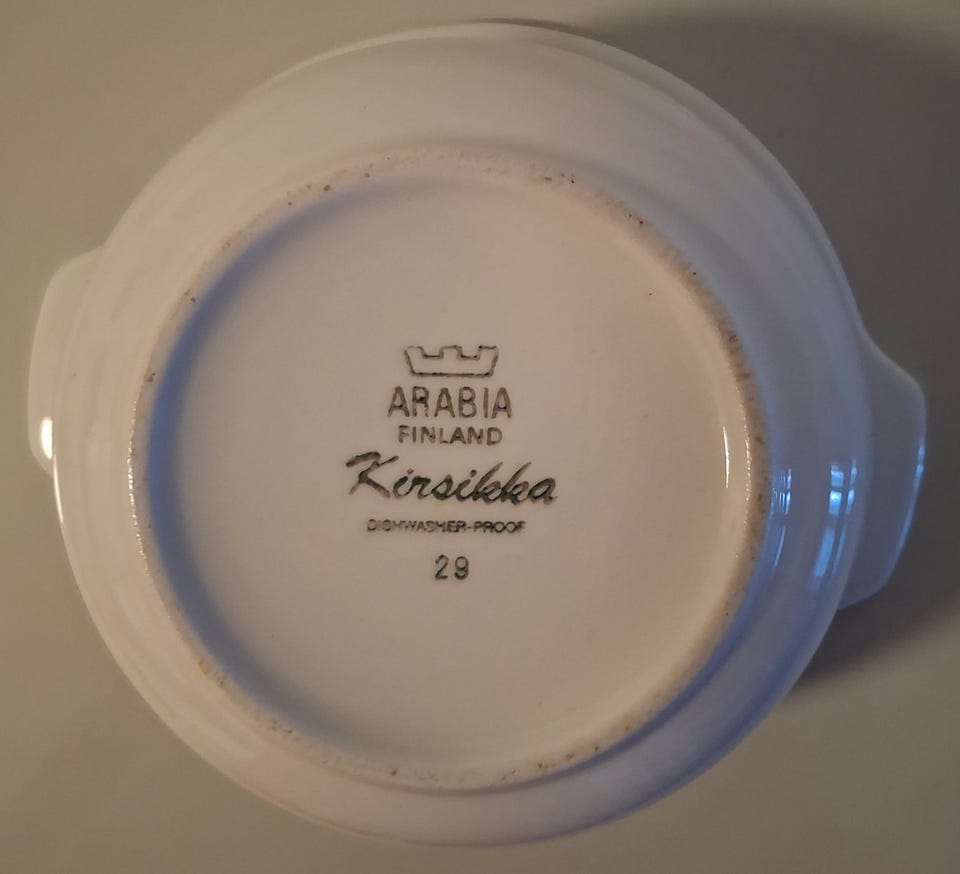 ARABIA
FINLAND
Kirsikka
DISHWASHER-PROOF
29